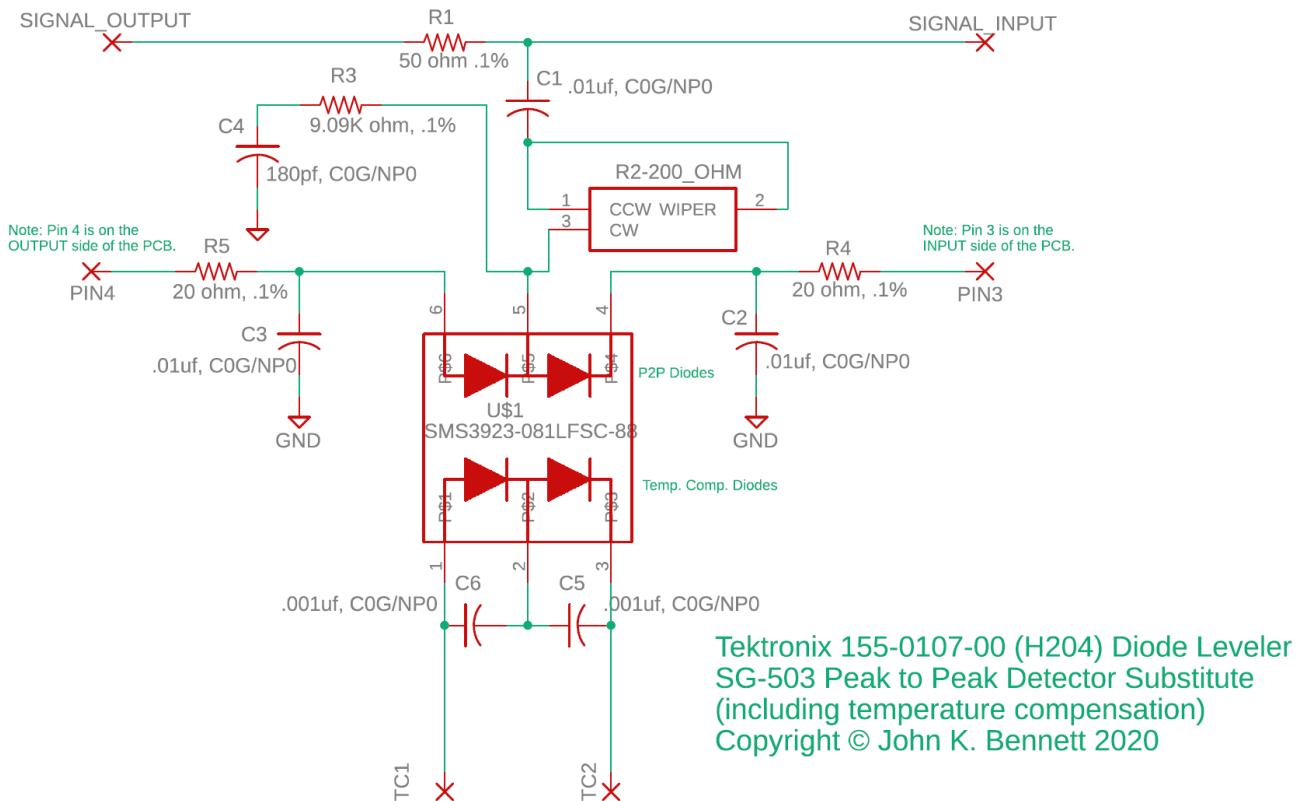 SIGNAL_OUTPUT
R1
SIGNAL_INPUT
50 ohm .1%
R3
C1
.01uf, C0G/NP0
C4
9.09K ohm, .1%
180pf, C0G/NP0
R2-200_OHM
1
CCW WIPER
2
3
CW
Note: Pin 4 is on the
OUTPUT side of the PCB.
Note: Pin 3 is on the
INPUT side of the PCB.
R5
R4
PIN4
20 ohm, .1%
20 ohm, .1%
PIN3
6
5
4
C3
C2
.01uf, C0G/NP0
.01uf, C0G/NP0
P$6
P$5
P$4
P2P Diodes
U$1
SMS3923-081LFSC-88
GND
GND
Temp. Comp. Diodes
P$1
P$2
P$3
1
2
3
C6
C5
.001uf, C0G/NP0
.001uf, C0G/NP0
Tektronix 155-0107-00 (H204) Diode Leveler
SG-503 Peak to Peak Detector Substitute
(including temperature compensation)
Copyright © John K. Bennett 2020
TC1
TC2